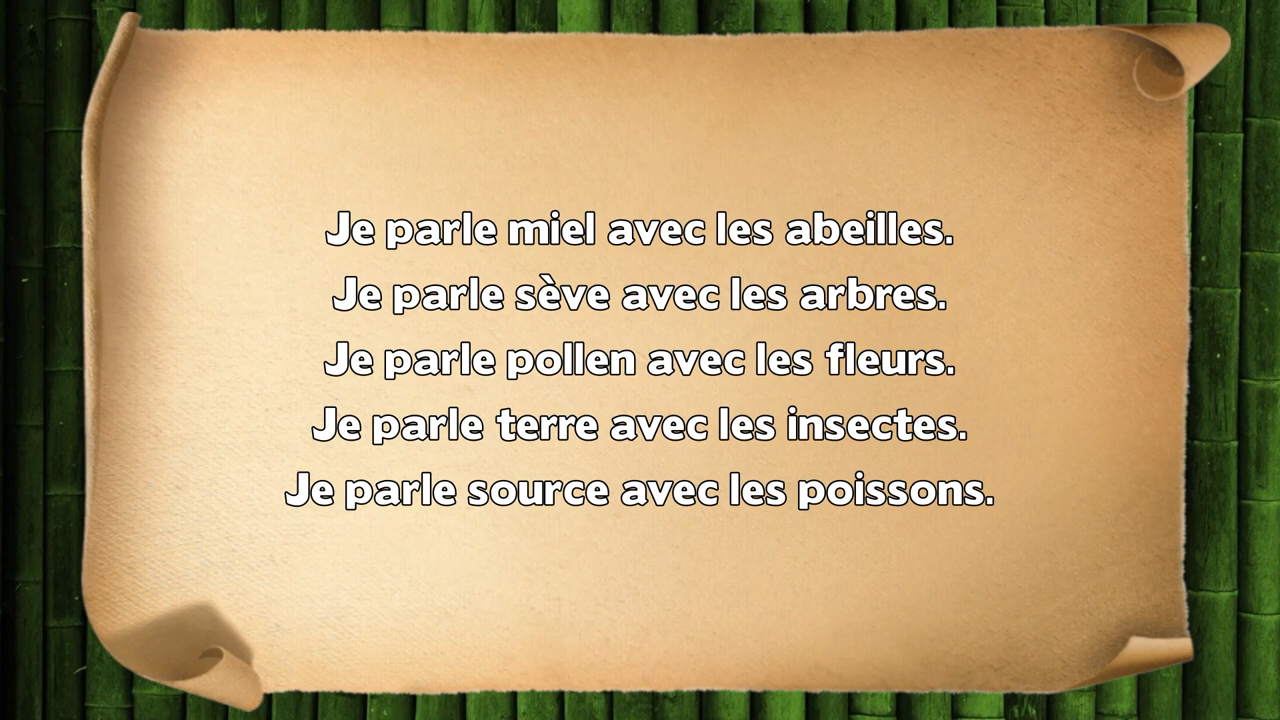 Je parle miel avec les abeilles.
Je parle sève avec les arbres.
Je parle pollen avec les fleurs.
Je parle terre avec les insectes.
Je parle source avec les poissons.